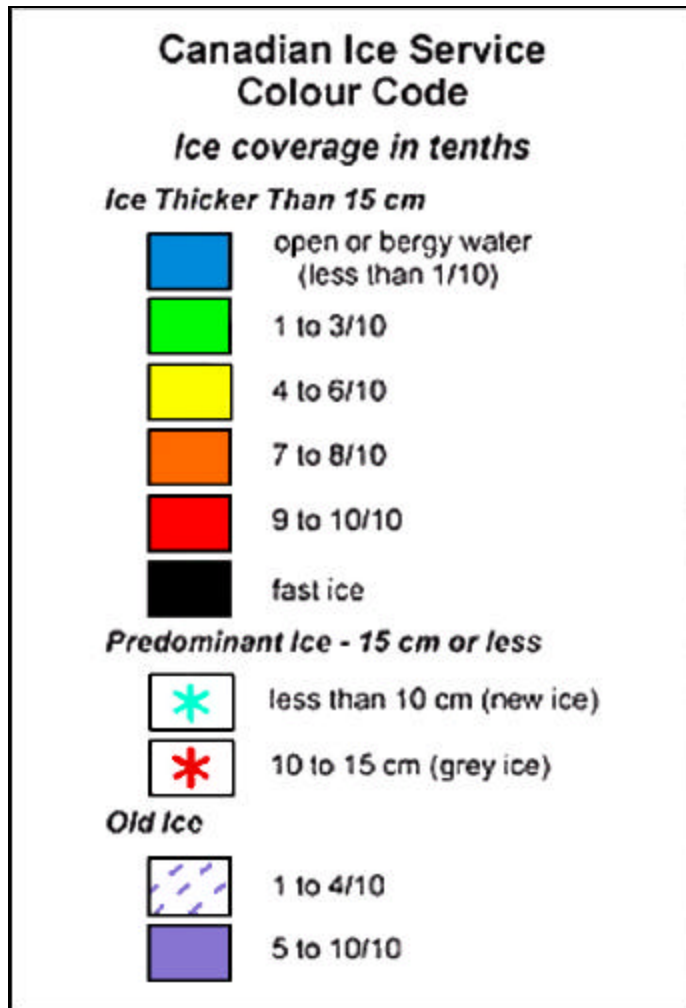 Canadian Ice Service
Colour Code
Ice coverage in tenths
Ice Thicker Than 15 cm
open or bergy water
(less than 1/10)
1 to 3/10
4 to 6/10
7 to 8/10
9 to 10/10
fast ice
Predominant Ice - 15 cm or less
less than 10 cm (new ice)
10 to 15 cm (grey ice)
Old Ice
1 to 4/10
5 to 10/10